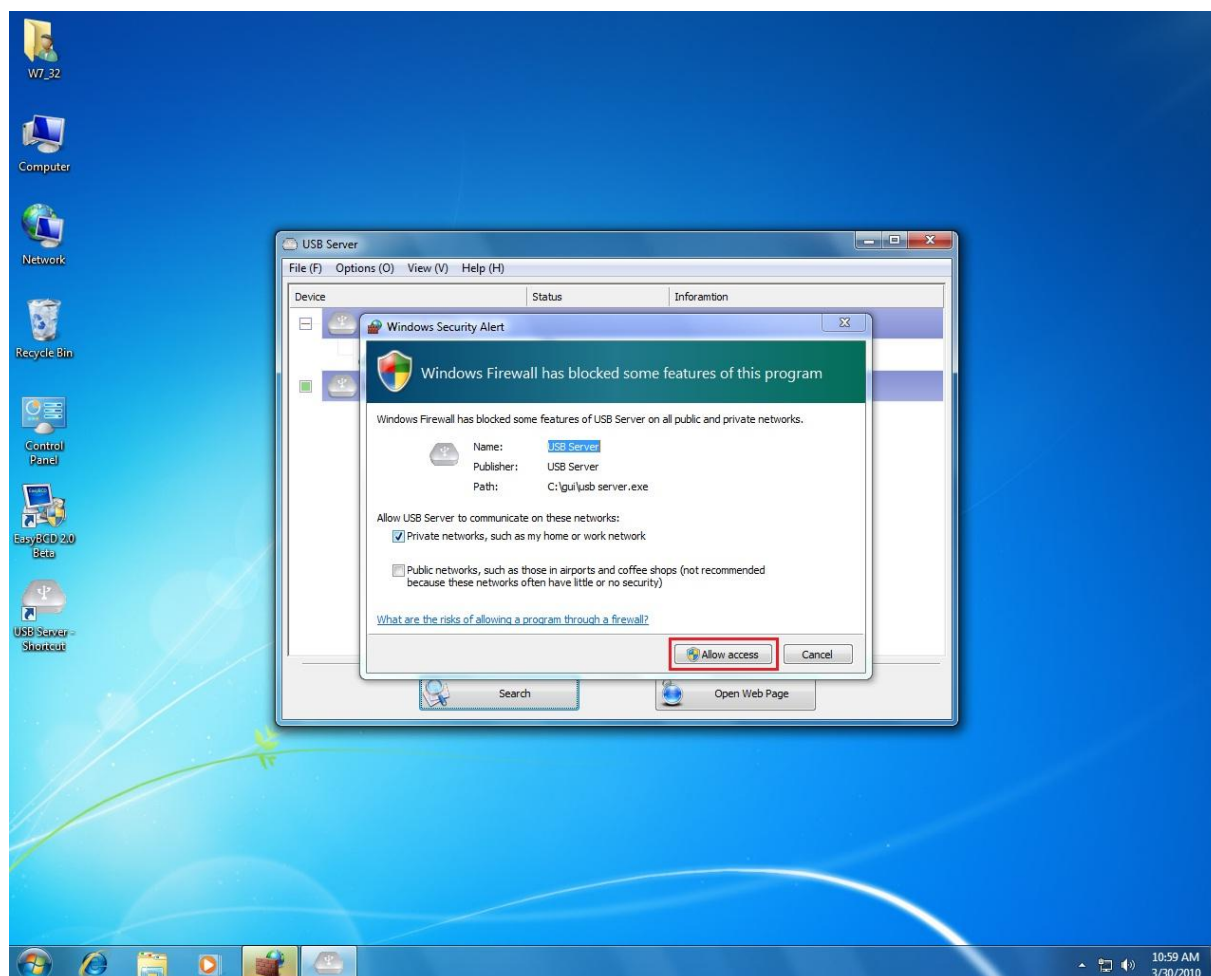 W7_32
Computer
Network
Recycle Bin
Control
Panel
EasyBCD 2.0
Beta
USB Server -
Shortcut
USB Server
File (F) Options (O) View (V) Help (H)
Device Status Inforamtion
Windows Security Alert
Windows Firewall has blocked some features of this program
Windows Firewall has blocked some features of USB Server on all public and private networks.
Name: USB Server
Publisher: USB Server
Path: C:\gui\usb server.exe
Allow USB Server to communicate on these networks:
Private networks, such as my home or work network
Public networks, such as those in airports and coffee shops (not recommended
because these networks often have little or no security)
What are the risks of allowing a program through a firewall?
Allow access Cancel
Search Open Web Page
10:59 AM
3/30/2010